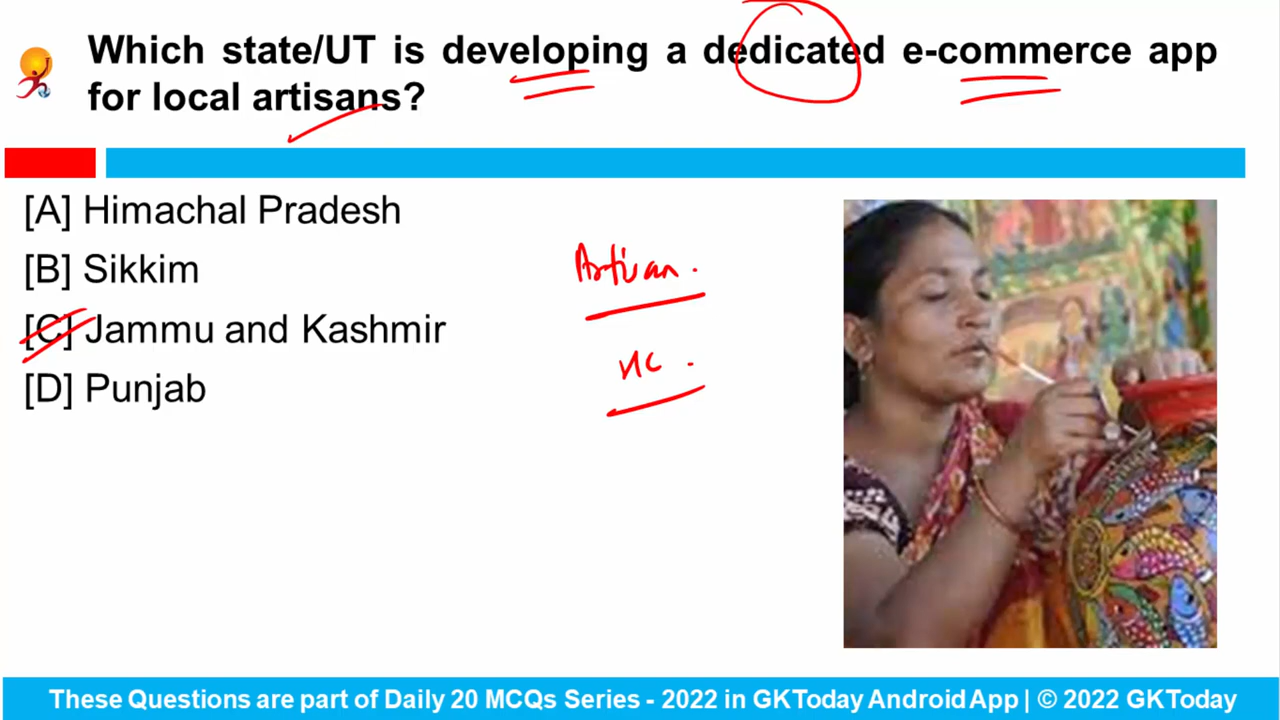 Which state/UT is developing a dedicated e-commerce app
for local artisans?
[A] Himachal Pradesh
[B] Sikkim
[C] Jammu and Kashmir
[D] Punjab
Artisan.
These Questions are part of Daily 20 MCQs Series - 2022 in GKToday Android App | © 2022 GKToday